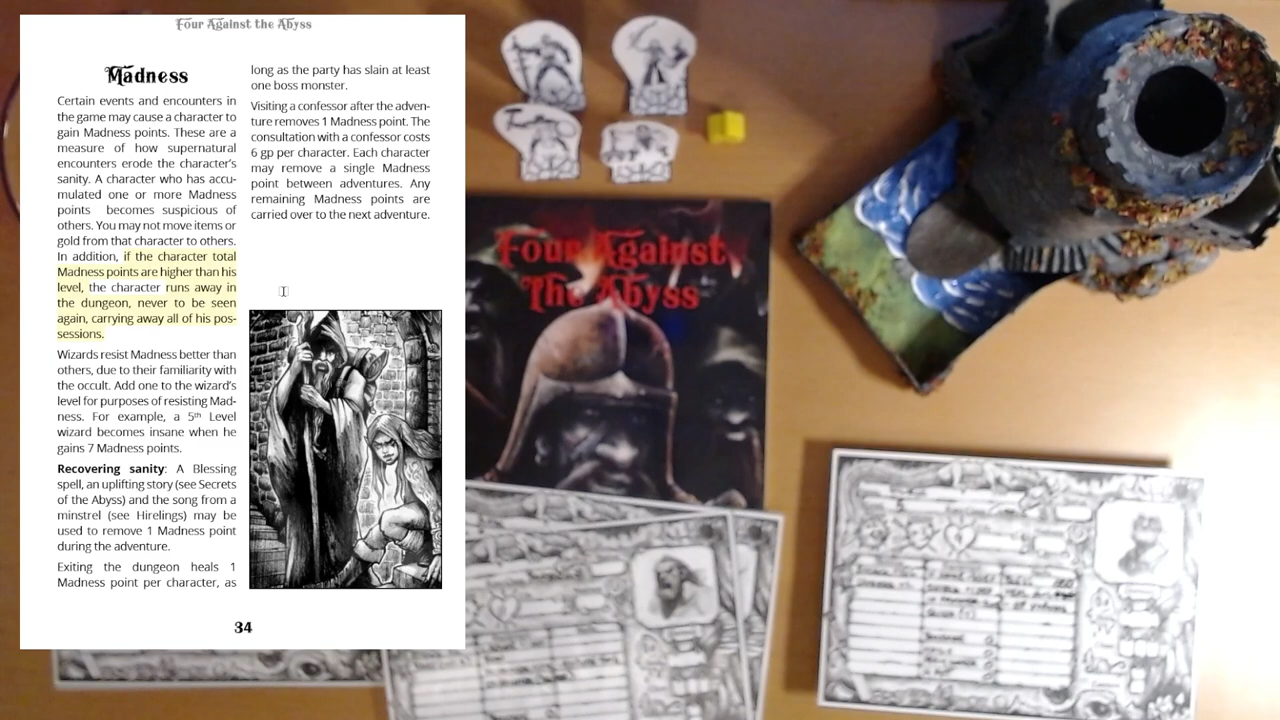 Four Against the Abyss
Madness
Certain events and encounters in
the game may cause a character to
gain Madness points. These are a
measure of how supernatural
encounters erode the character's
sanity. A character who has accu-
mulated one or more Madness
points becomes suspicious of
others. You may not move items or
gold from that character to others.
In addition, if the character total
Madness points are higher than his
level, the character runs away in
the dungeon, never to be seen
again, carrying away all of his pos-
sessions.
Wizards resist Madness better than
others, due to their familiarity with
the occult. Add one to the wizard's
level for purposes of resisting Mad-
ness. For example, a 5th Level
wizard becomes insane when he
gains 7 Madness points.
Recovering sanity: A Blessing
spell, an uplifting story (see Secrets
of the Abyss) and the song from a
minstrel (see Hirelings) may be
used to remove 1 Madness point
during the adventure.
Exiting the dungeon heals 1
Madness point per character, as
long as the party has slain at least
one boss monster.
Visiting a confessor after the adven-
ture removes 1 Madness point. The
consultation with a confessor costs
6 gp per character. Each character
may remove a single Madness
point between adventures. Any
remaining Madness points are
carried over to the next adventure.
34
Four Against
The Abyss